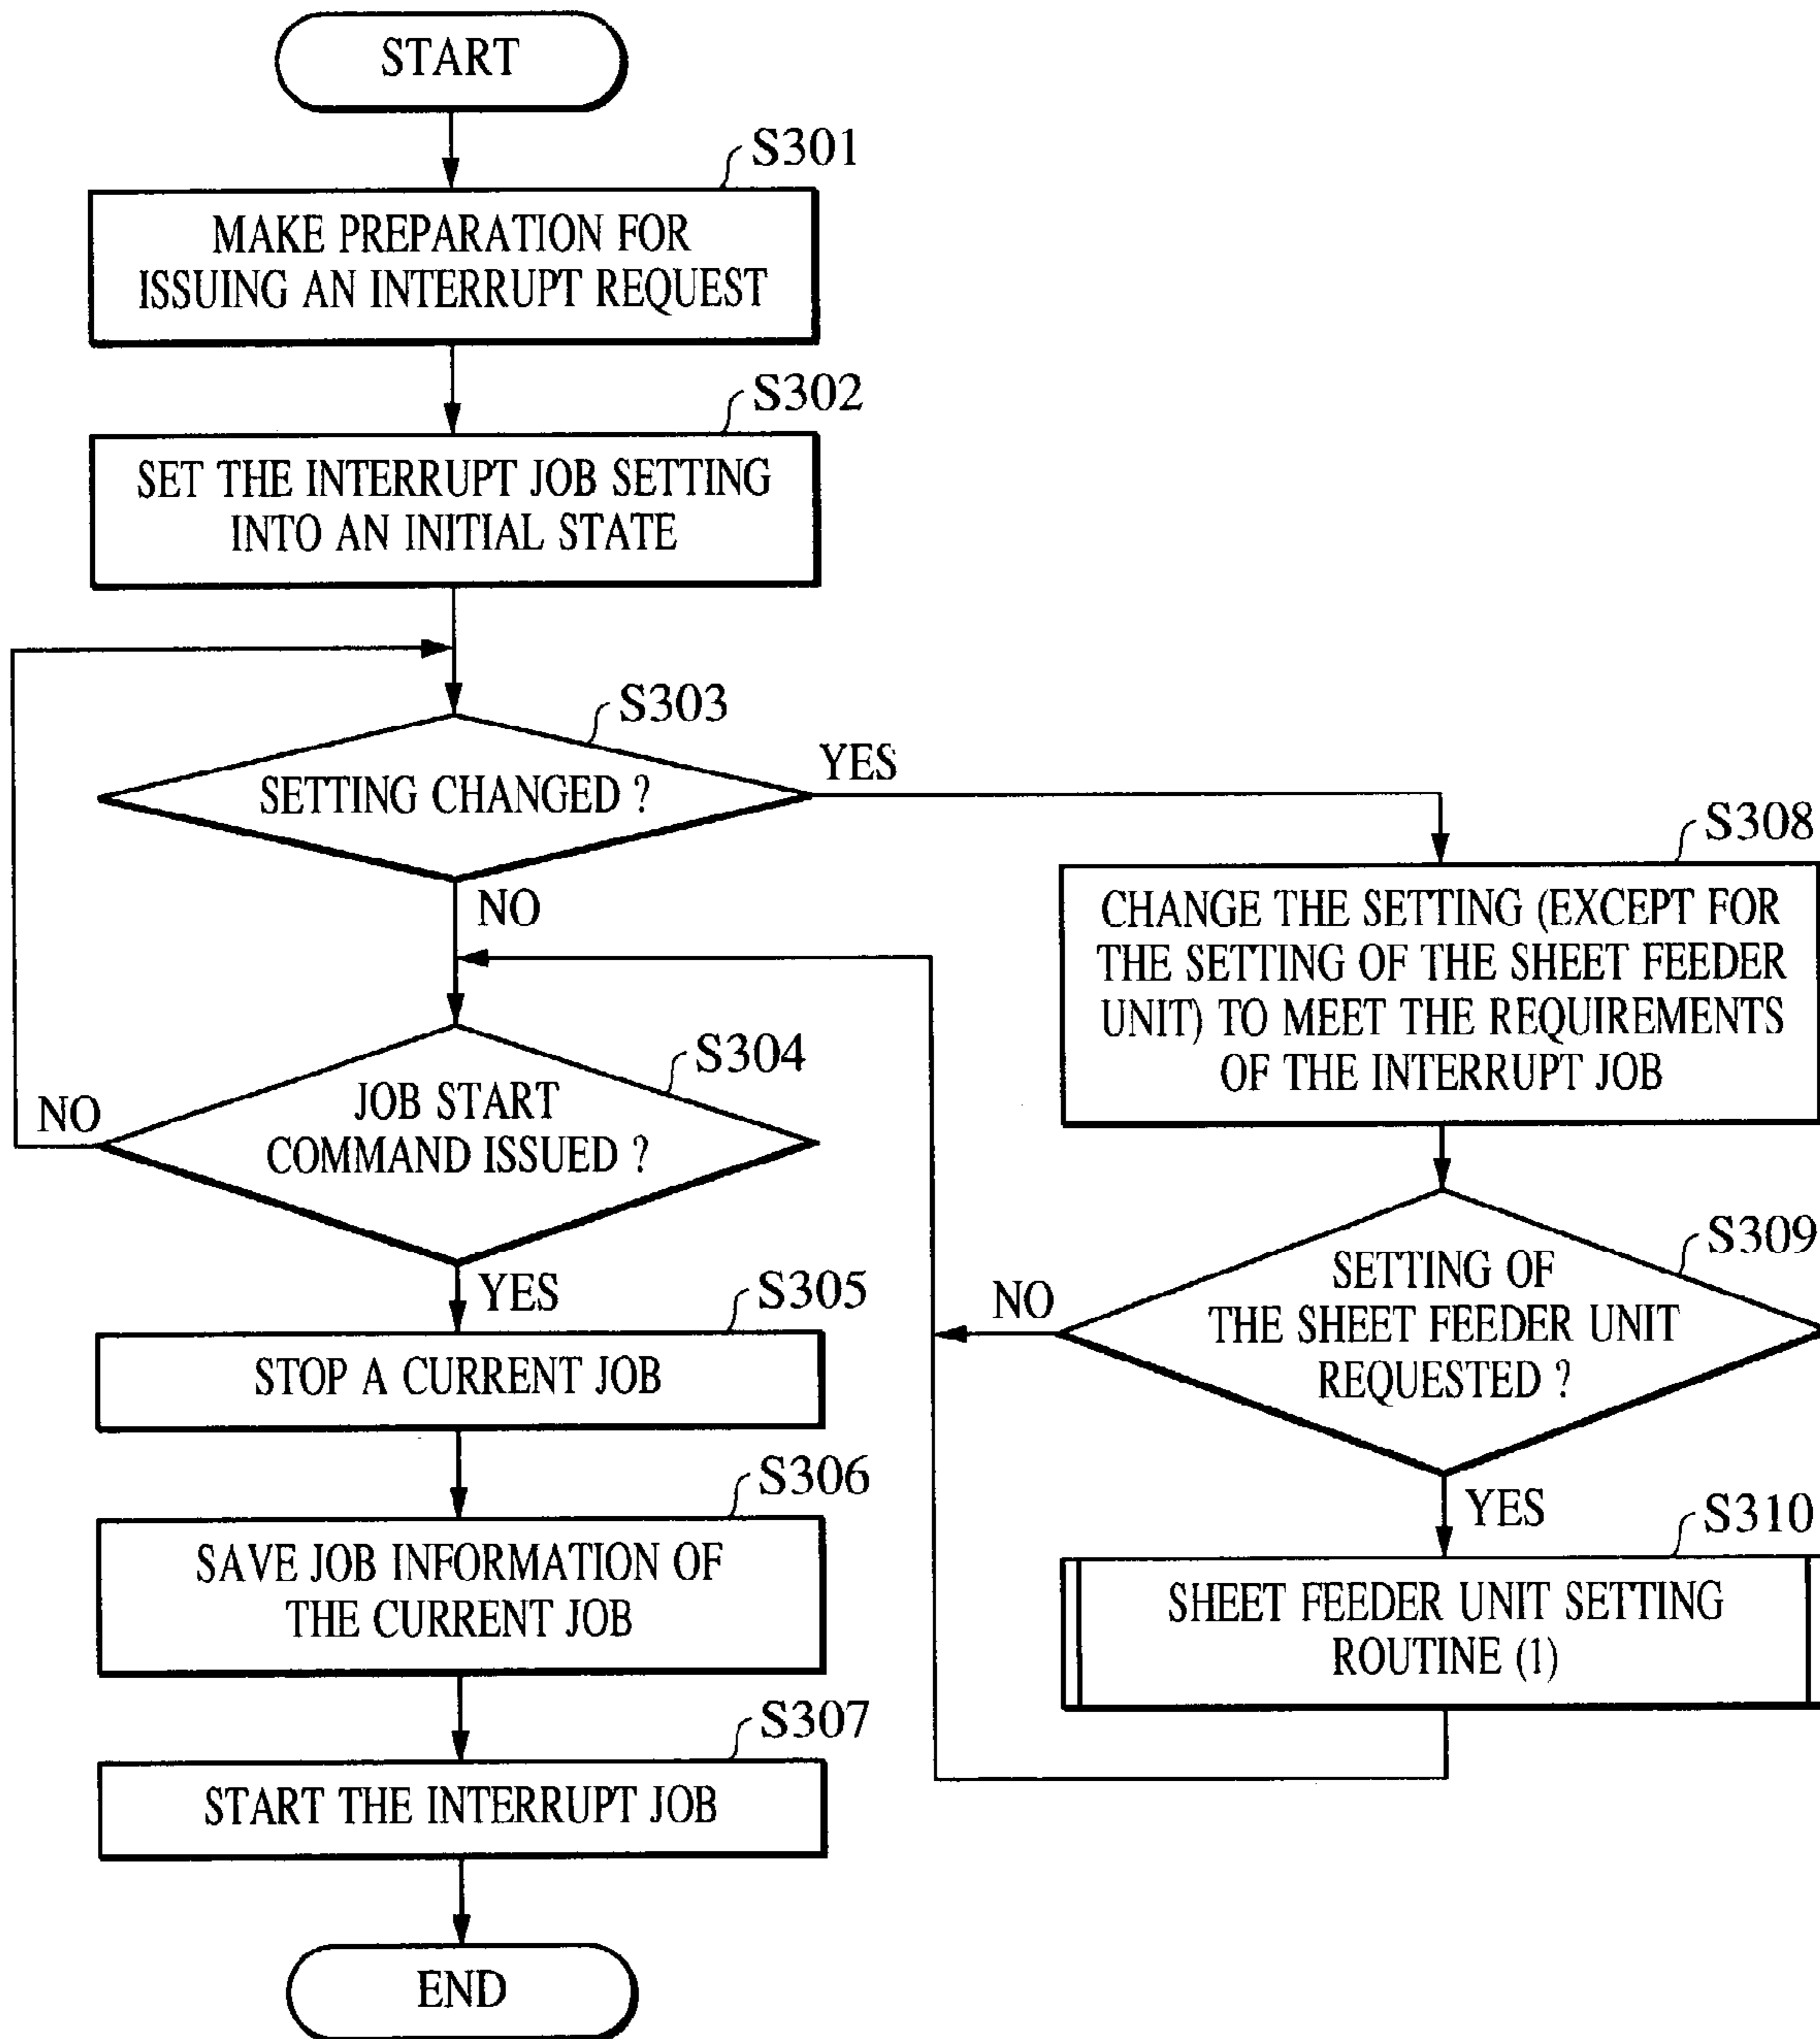 START
S301
MAKE PREPARATION FOR
ISSUING AN INTERRUPT REQUEST
S302
SET THE INTERRUPT JOB SETTING
INTO AN INITIAL STATE
S303
SETTING CHANGED ?
YES
NO
S304
JOB START
COMMAND ISSUED ?
NO
YES
S305
STOP A CURRENT JOB
S306
SAVE JOB INFORMATION OF
THE CURRENT JOB
S307
START THE INTERRUPT JOB
END
S308
CHANGE THE SETTING (EXCEPT FOR
THE SETTING OF THE SHEET FEEDER
UNIT) TO MEET THE REQUIREMENTS
OF THE INTERRUPT JOB
S309
SETTING OF
THE SHEET FEEDER UNIT
REQUESTED ?
NO
YES
S310
SHEET FEEDER UNIT SETTING
ROUTINE (1)